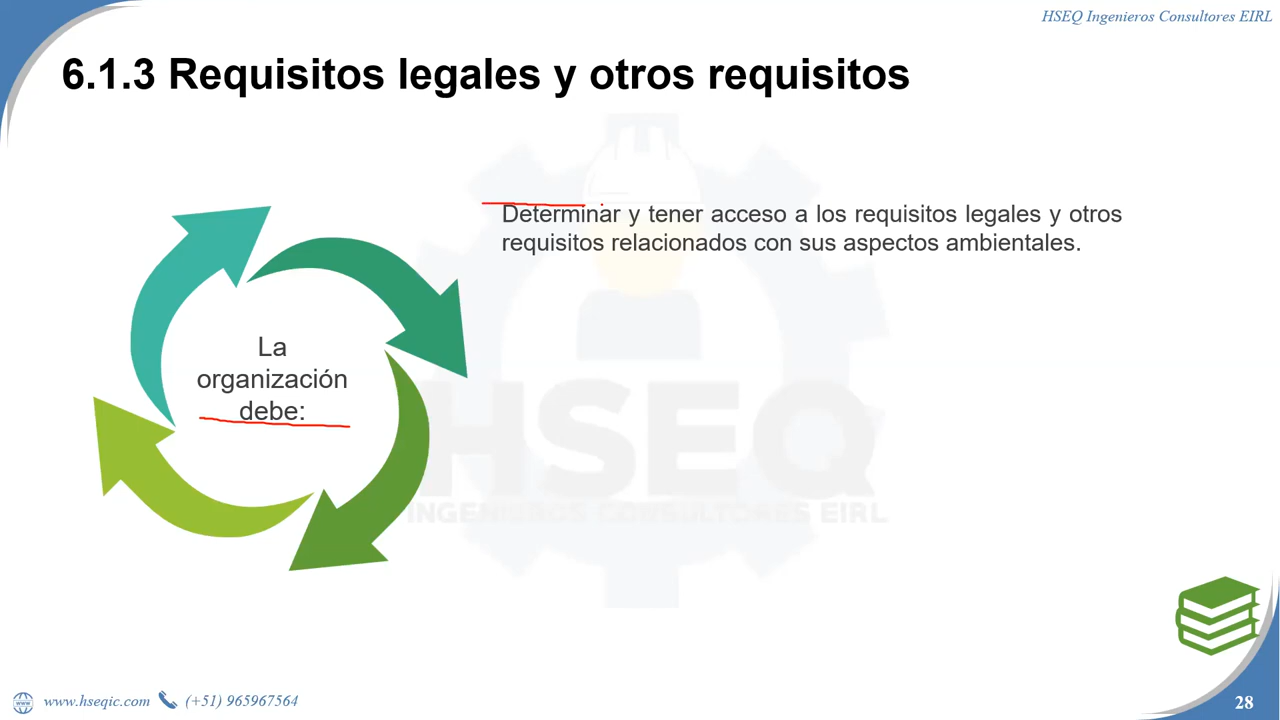 HSEQ Ingenieros Consultores EIRL
6.1.3 Requisitos legales y otros requisitos
Determinar y tener acceso a los requisitos legales y otros
requisitos relacionados con sus aspectos ambientales.
La
organización
debe:
HSEQ
INGENIEROS CONSULTORES EIRL
www.hseqic.com (+51) 965967564
28